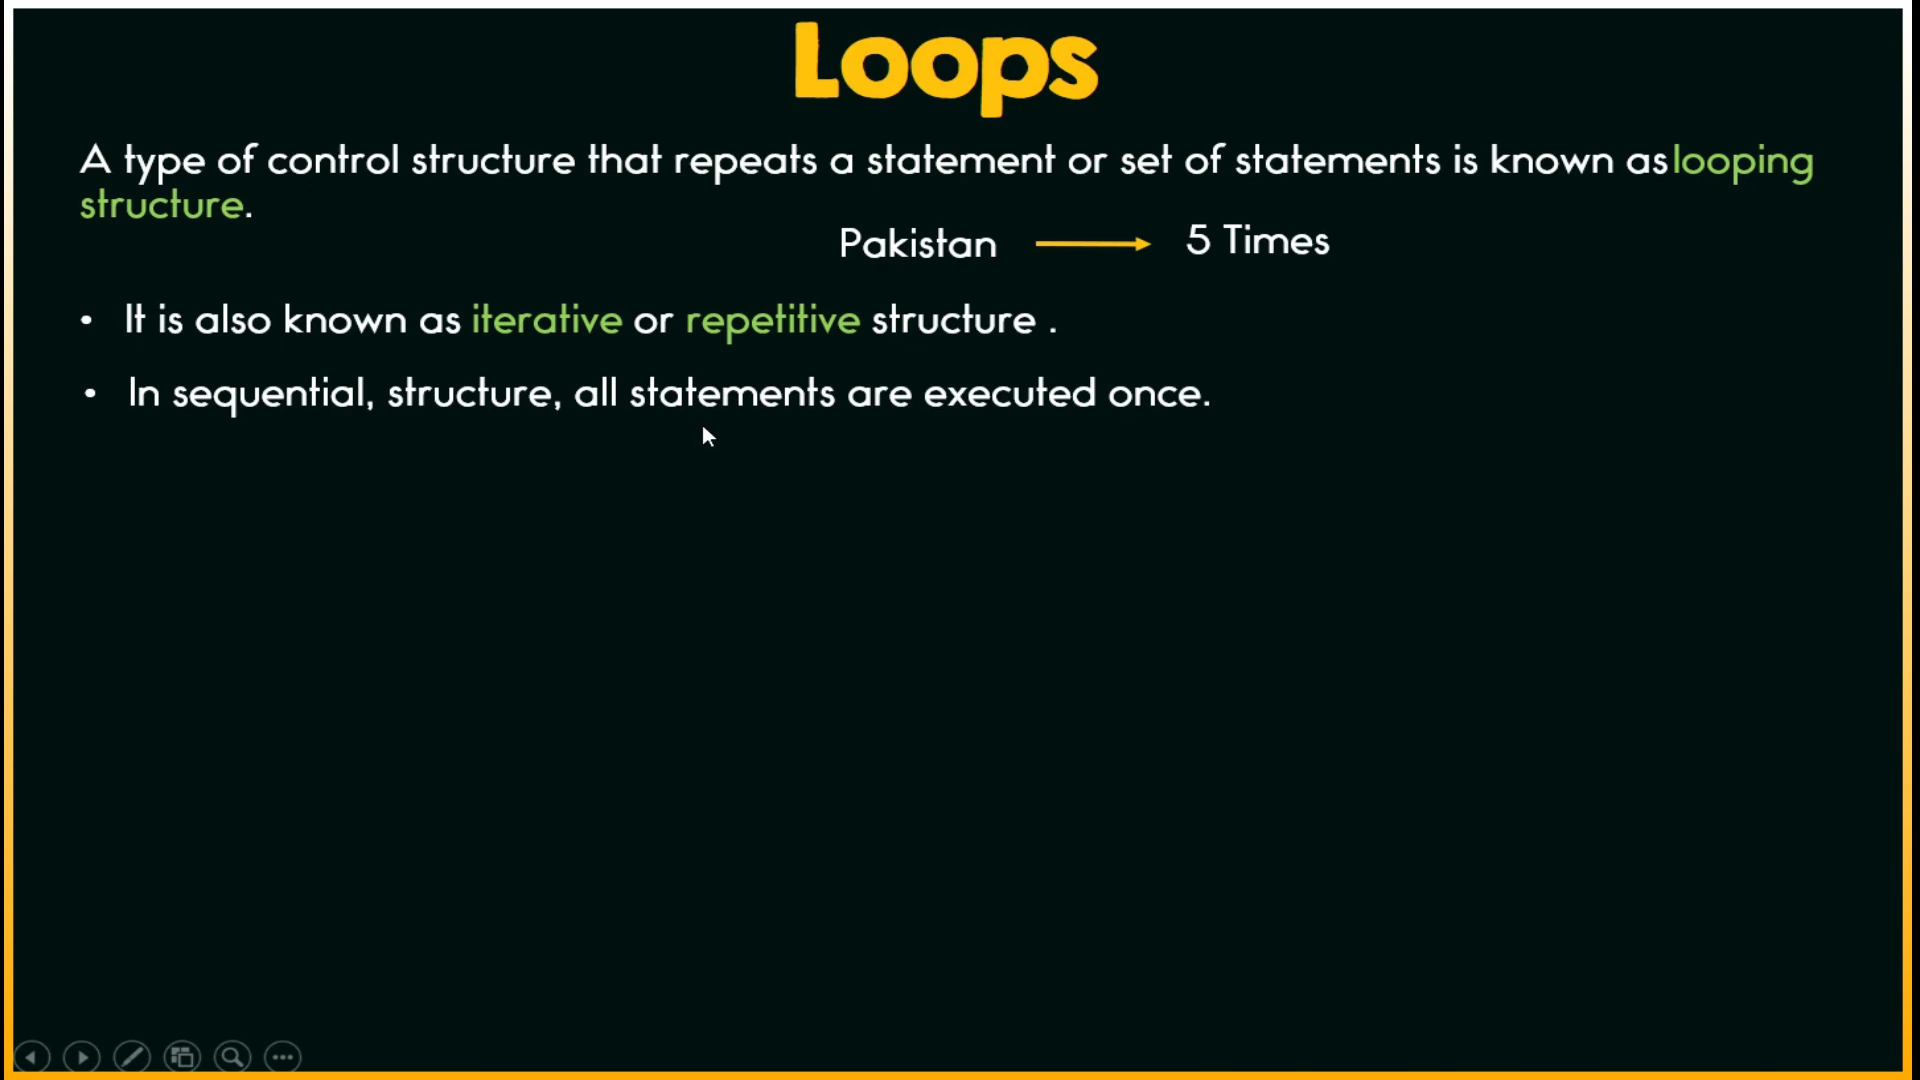 Loops
A type of control structure that repeats a statement or set of statements is known as looping
structure.
Pakistan 5 Times
• It is also known as iterative or repetitive structure .
• In sequential, structure, all statements are executed once.